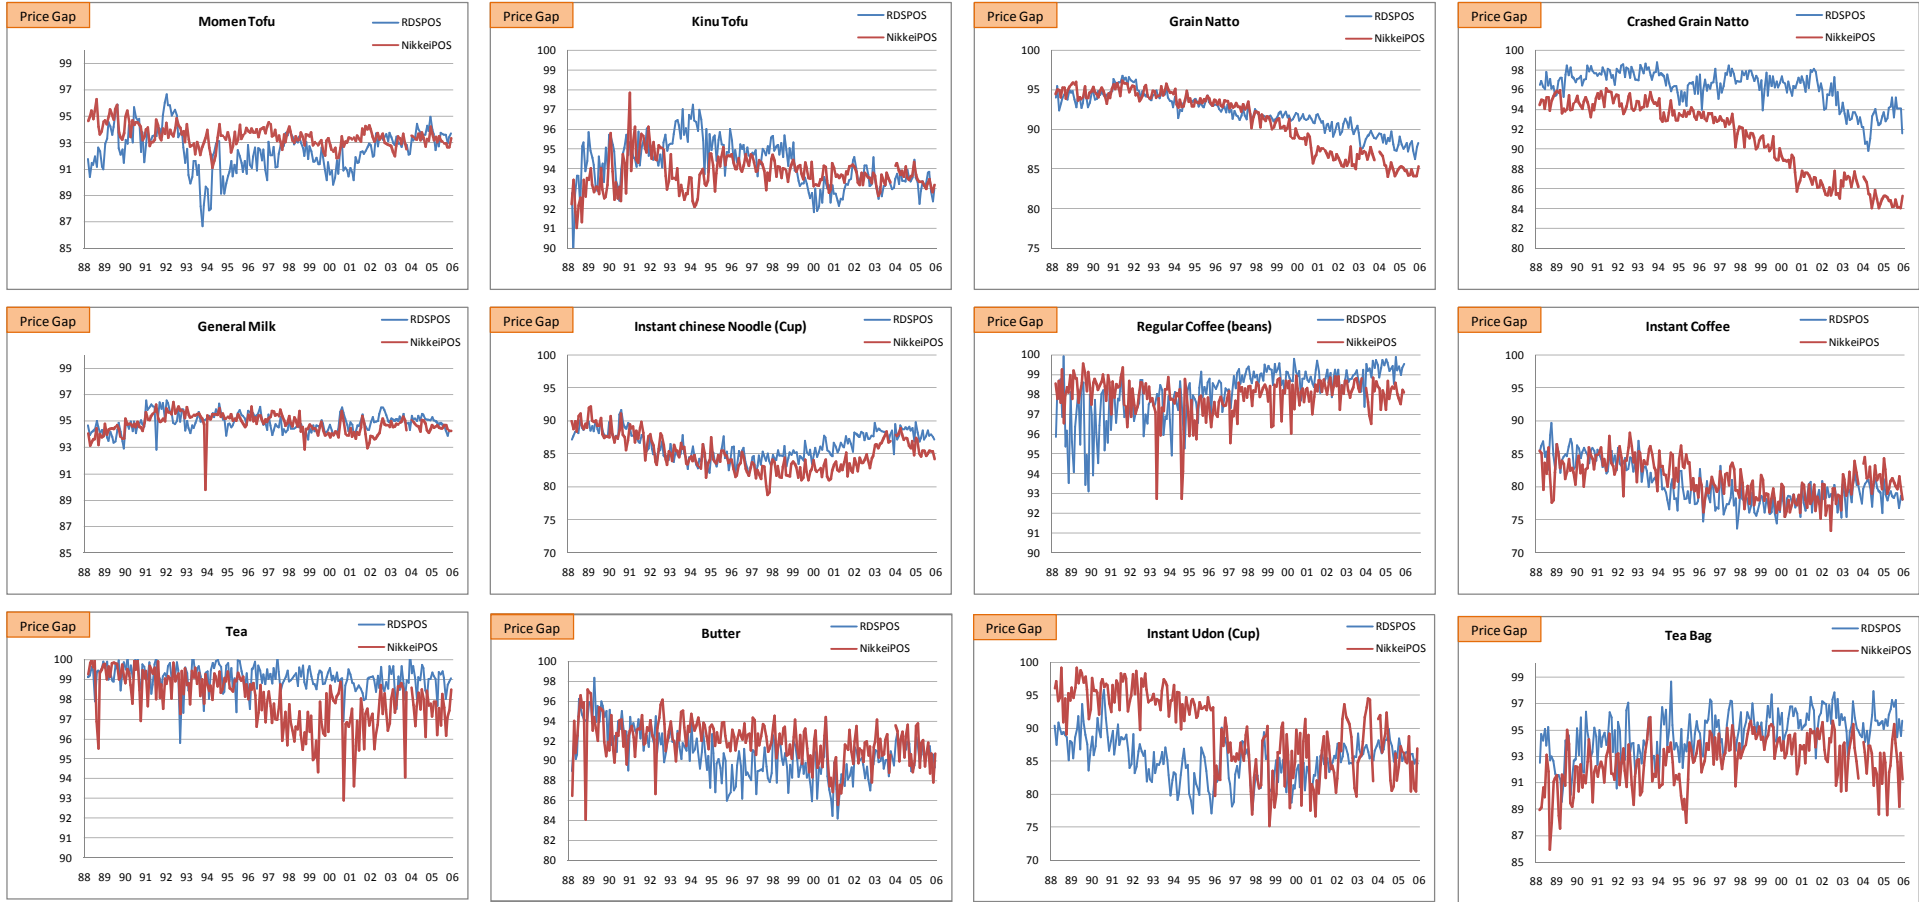 Price Gap
Momen Tofu
RDSPOS
NikkeiPOS
99
97
95
93
91
89
87
85
88 89 90 91 92 93 94 95 96 97 98 99 00 01 02 03 04 05 06
Price Gap
Kinu Tofu
RDSPOS
NikkeiPOS
100
99
98
97
96
95
94
93
92
91
90
88 89 90 91 92 93 94 95 96 97 98 99 00 01 02 03 04 05 06
Price Gap
Grain Natto
RDSPOS
NikkeiPOS
100
95
90
85
80
75
88 89 90 91 92 93 94 95 96 97 98 99 00 01 02 03 04 05 06
Price Gap
Crashed Grain Natto
RDSPOS
NikkeiPOS
100
98
96
94
92
90
88
86
84
82
80
88 89 90 91 92 93 94 95 96 97 98 99 00 01 02 03 04 05 06
Price Gap
General Milk
RDSPOS
NikkeiPOS
99
97
95
93
91
89
87
85
88 89 90 91 92 93 94 95 96 97 98 99 00 01 02 03 04 05 06
Price Gap
Instant chinese Noodle (Cup)
RDSPOS
NikkeiPOS
100
95
90
85
80
75
70
88 89 90 91 92 93 94 95 96 97 98 99 00 01 02 03 04 05 06
Price Gap
Regular Coffee (beans)
RDSPOS
NikkeiPOS
100
99
98
97
96
95
94
93
92
91
90
88 89 90 91 92 93 94 95 96 97 98 99 00 01 02 03 04 05 06
Price Gap
Instant Coffee
RDSPOS
NikkeiPOS
100
95
90
85
80
75
70
88 89 90 91 92 93 94 95 96 97 98 99 00 01 02 03 04 05 06
Price Gap
Tea
RDSPOS
NikkeiPOS
100
99
98
97
96
95
94
93
92
91
90
88 89 90 91 92 93 94 95 96 97 98 99 00 01 02 03 04 05 06
Price Gap
Butter
RDSPOS
NikkeiPOS
100
98
96
94
92
90
88
86
84
82
80
88 89 90 91 92 93 94 95 96 97 98 99 00 01 02 03 04 05 06
Price Gap
Instant Udon (Cup)
RDSPOS
NikkeiPOS
100
95
90
85
80
75
70
88 89 90 91 92 93 94 95 96 97 98 99 00 01 02 03 04 05 06
Price Gap
Tea Bag
RDSPOS
NikkeiPOS
99
97
95
93
91
89
87
85
88 89 90 91 92 93 94 95 96 97 98 99 00 01 02 03 04 05 06